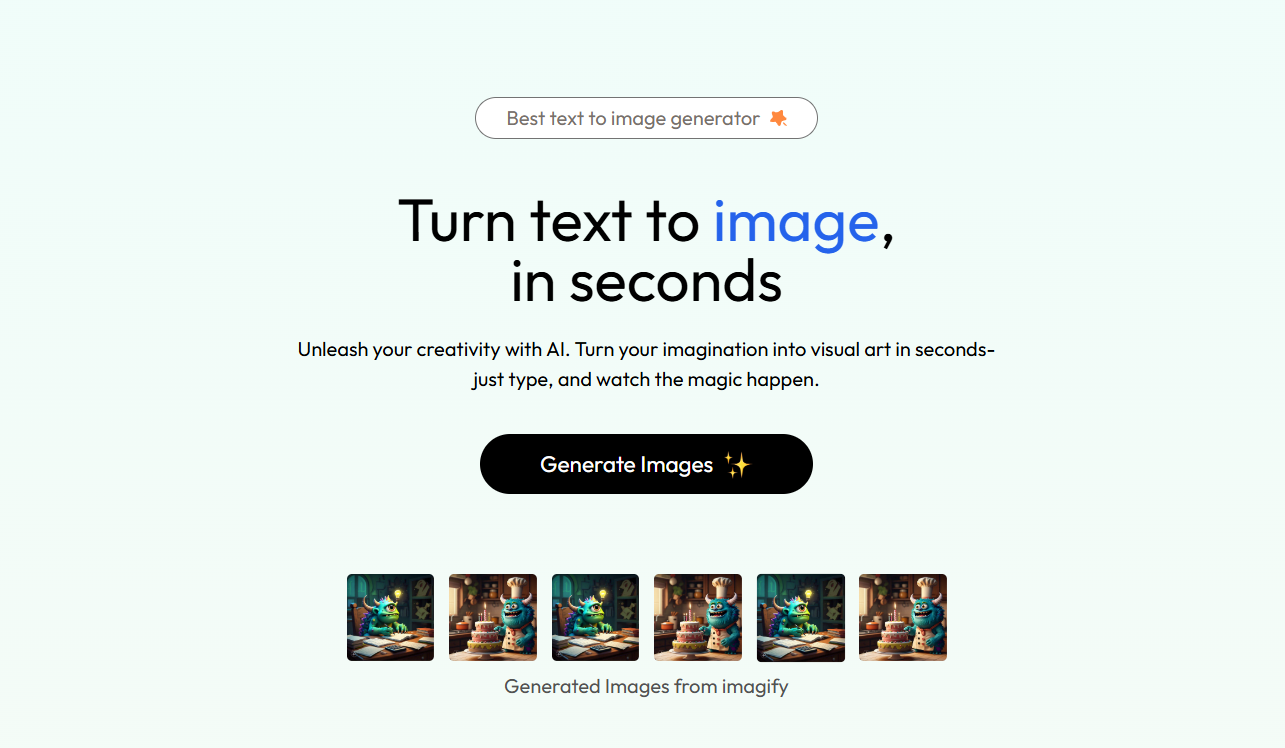 Best text to image generator
Turn text to image,
in seconds
Unleash your creativity with AI. Turn your imagination into visual art in seconds-
just type, and watch the magic happen.
Generate Images ✨
Generated Images from imagify